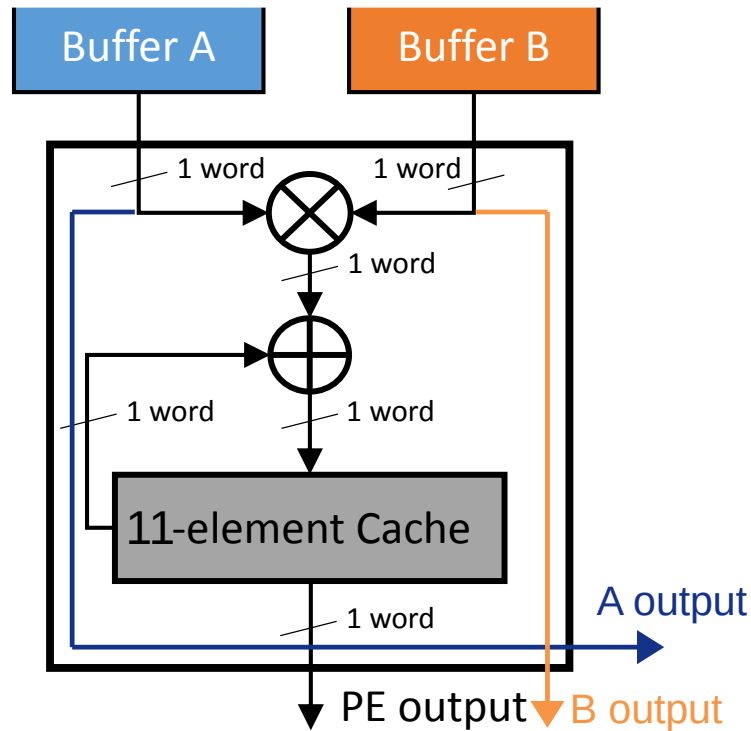 Buffer A
Buffer B
1 word
1 word
1 word
1 word
1 word
11-element Cache
1 word
A output
PE output
B output